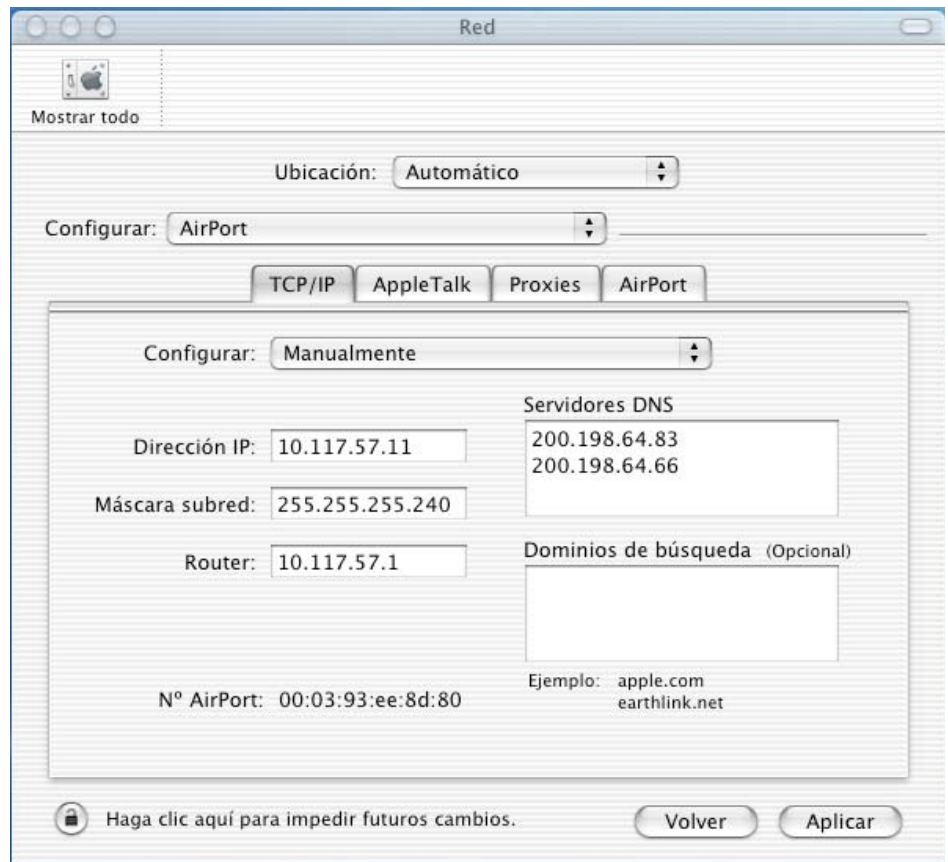 Red
Mostrar todo
Ubicación: Automático
Configurar: AirPort
TCP/IP AppleTalk Proxies AirPort
Configurar: Manualmente
Servidores DNS
Dirección IP: 10.117.57.11
200.198.64.83
200.198.64.66
Máscara subred: 255.255.255.240
Router: 10.117.57.1
Dominios de búsqueda (Opcional)
Ejemplo: apple.com
earthlink.net
Nº AirPort: 00:03:93:ee:8d:80
Haga clic aquí para impedir futuros cambios.
Volver Aplicar